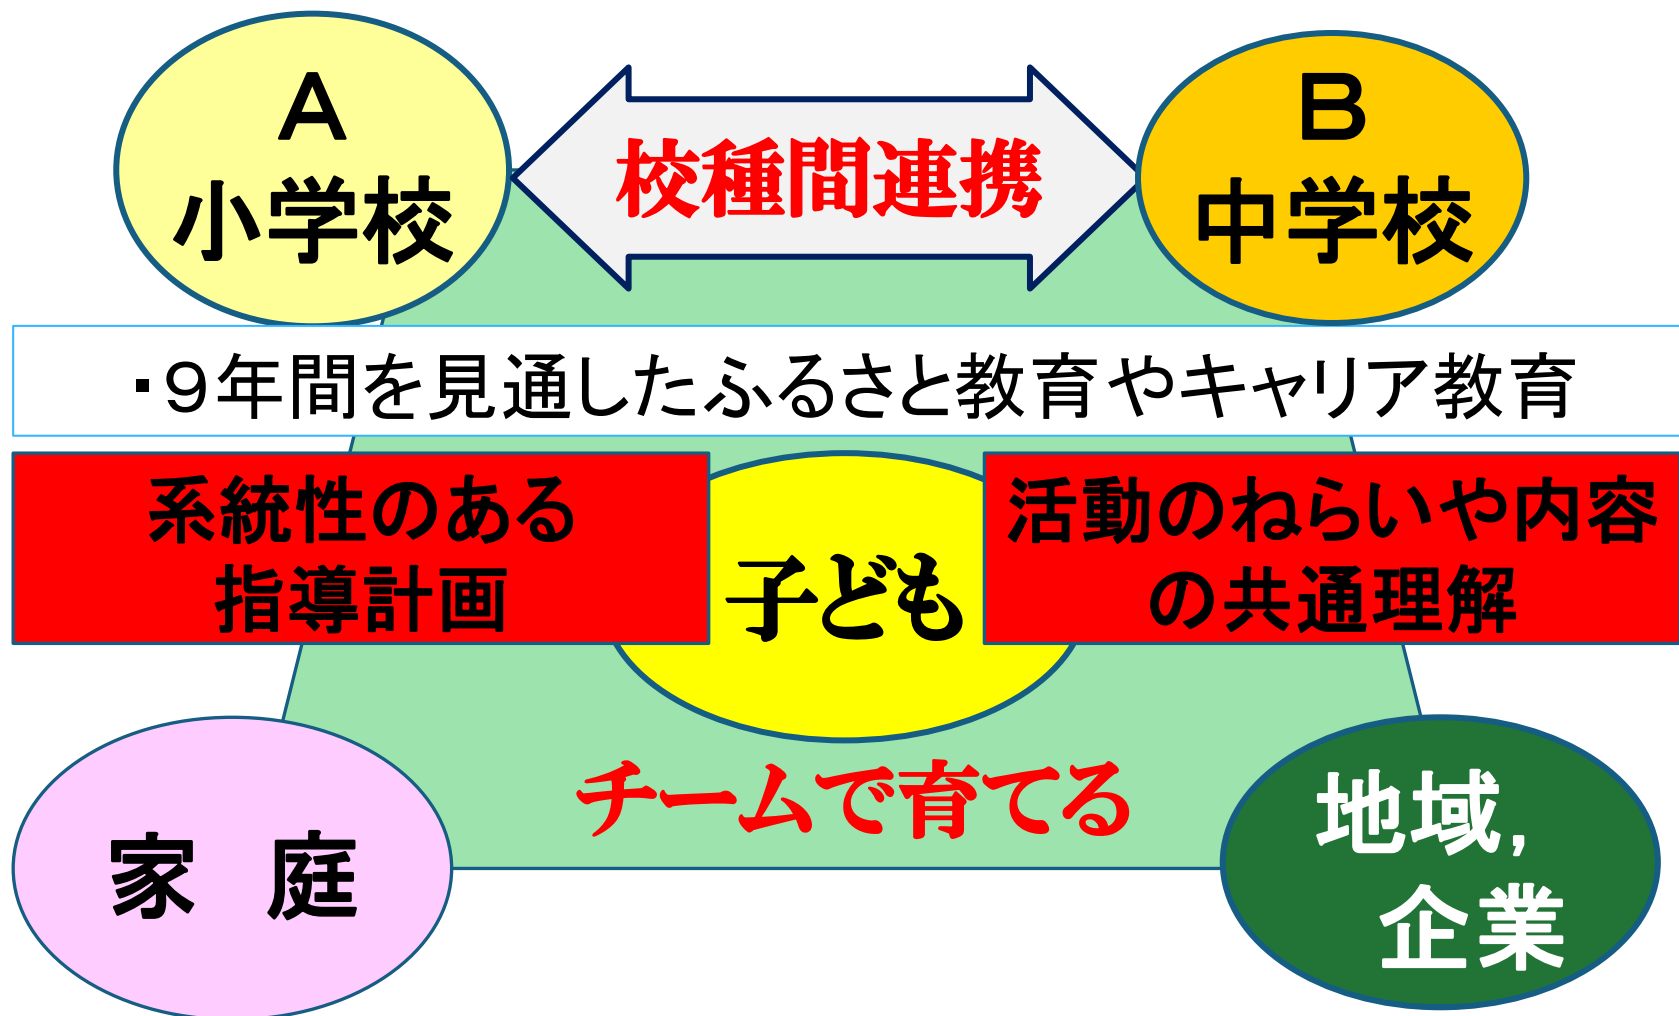 A
小学校
校種間連携
B
中学校
・９年間を見通したふるさと教育やキャリア教育
系統性のある
指導計画
子ども
活動のねらいや内容
の共通理解
チームで育てる
家　庭
地域，
企業